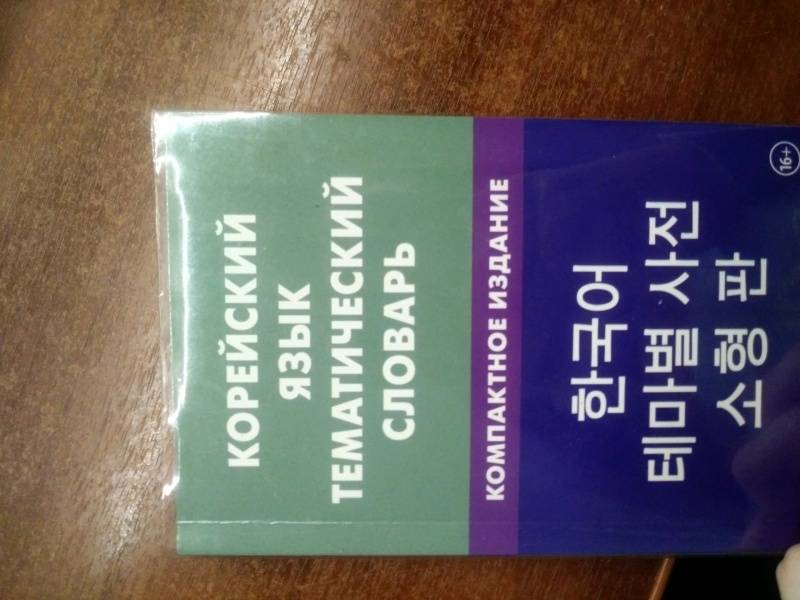 КОРЕЙСКИЙ
ЯЗЫК
ТЕМАТИЧЕСКИЙ
СЛОВАРЬ
КОМПАКТНОЕ ИЗДАНИЕ
한국어
테마별 사전
소형 판
16+